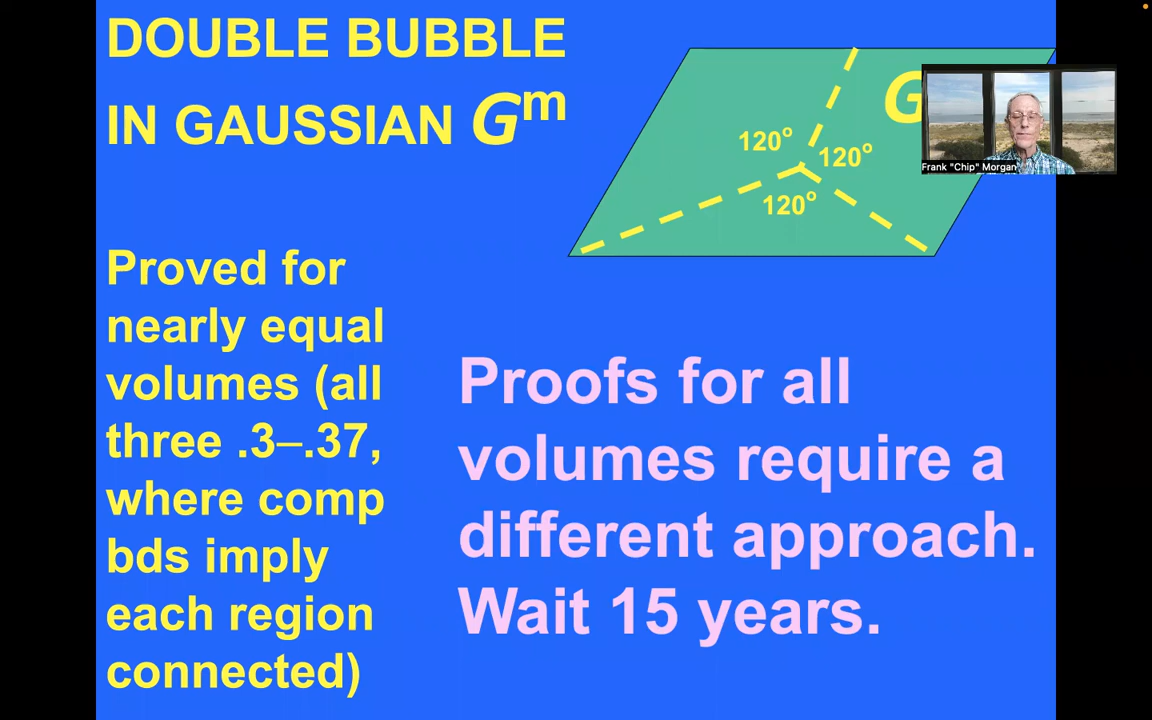 DOUBLE BUBBLE
IN GAUSSIAN Gᵐ
G
120°
120°
120°
Frank "Chip" Morgan
Proved for
nearly equal
volumes (all
three .3–.37,
where comp
bds imply
each region
connected)
Proofs for all
volumes require a
different approach.
Wait 15 years.